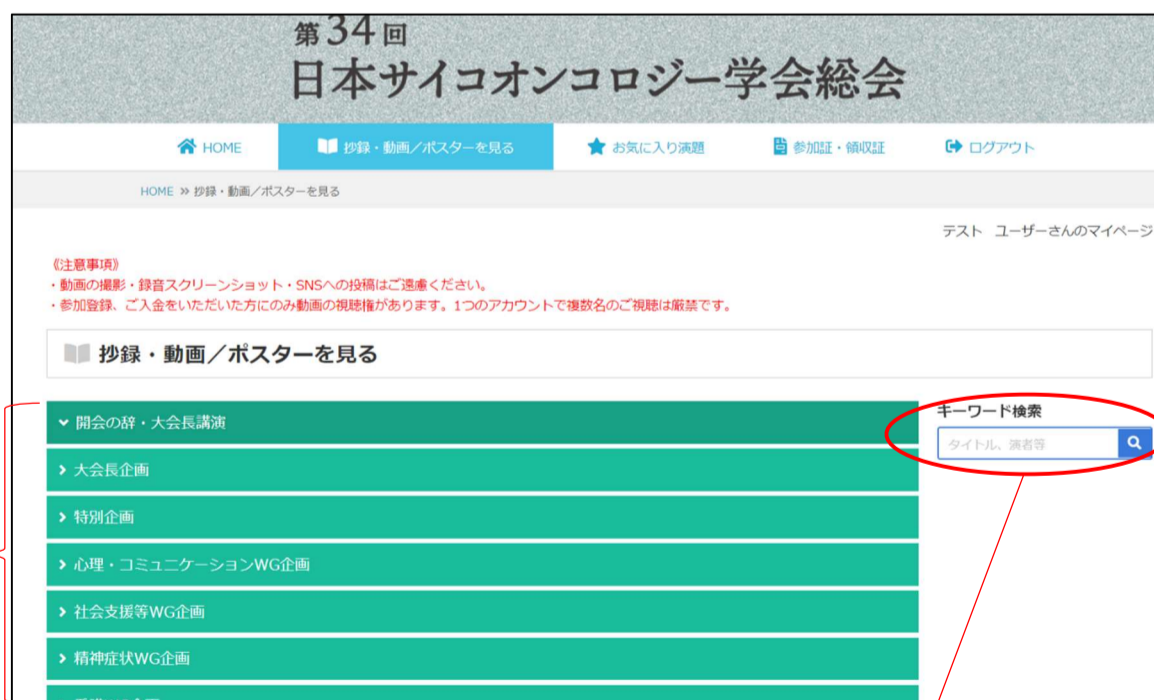 第34回
日本サイコオンコロジー学会総会
HOME 抄録・動画／ポスターを見る お気に入り演題 参加証・領収証 ログアウト
HOME » 抄録・動画／ポスターを見る
テスト ユーザーさんのマイページ
《注意事項》
・動画の撮影・録音スクリーンショット・SNSへの投稿はご遠慮ください。
・参加登録、ご入金をいただいた方にのみ動画の視聴権があります。1つのアカウントで複数名のご視聴は厳禁です。
抄録・動画／ポスターを見る
開会の辞・大会長講演
キーワード検索
タイトル、演者等
大会長企画
特別企画
心理・コミュニケーションWG企画
社会支援等WG企画
精神症状WG企画